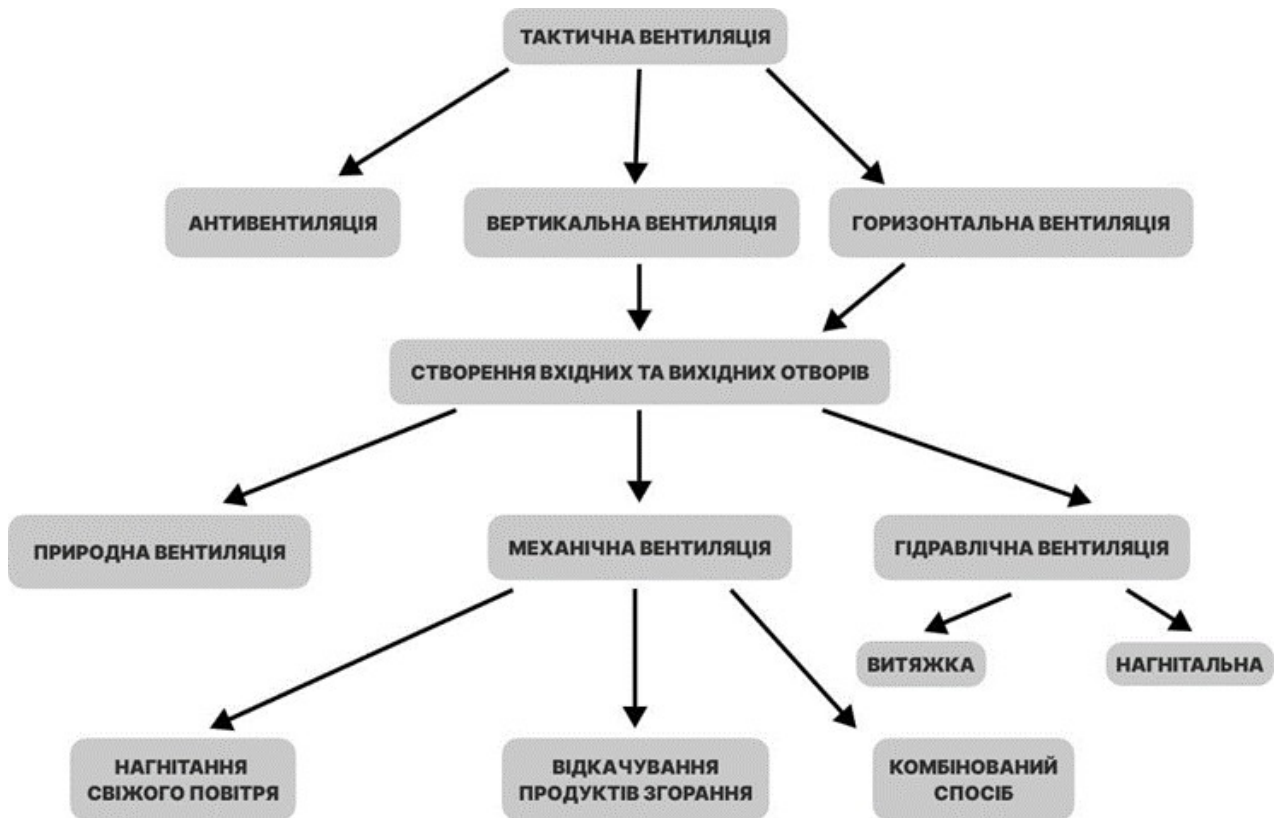 ТАКТИЧНА ВЕНТИЛЯЦІЯ
АНТИВЕНТИЛЯЦІЯ
ВЕРТИКАЛЬНА ВЕНТИЛЯЦІЯ
ГОРИЗОНТАЛЬНА ВЕНТИЛЯЦІЯ
СТВОРЕННЯ ВХІДНИХ ТА ВИХІДНИХ ОТВОРІВ
ПРИРОДНА ВЕНТИЛЯЦІЯ
МЕХАНІЧНА ВЕНТИЛЯЦІЯ
ГІДРАВЛІЧНА ВЕНТИЛЯЦІЯ
ВИТЯЖКА
НАГНІТАЛЬНА
НАГНІТАННЯ
СВІЖОГО ПОВІТРЯ
ВІДКАЧУВАННЯ
ПРОДУКТІВ ЗГОРАННЯ
КОМБІНОВАНИЙ
СПОСІБ